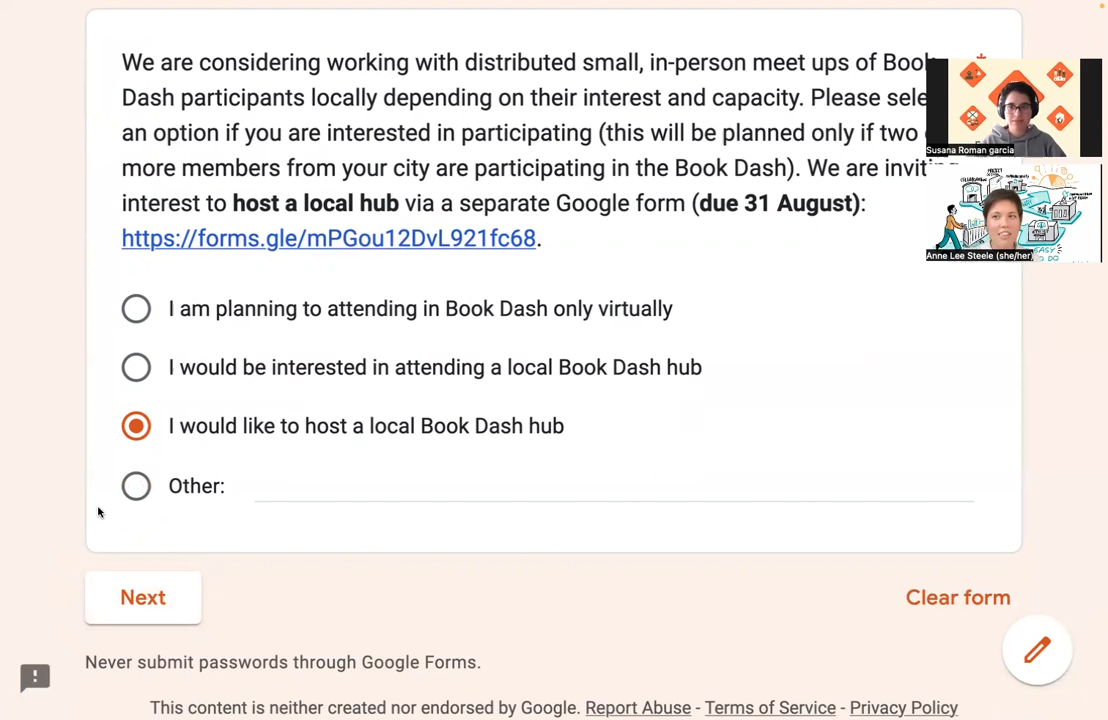 We are considering working with distributed small, in-person meet ups of Book
Dash participants locally depending on their interest and capacity. Please
an option if you are interested in participating (this will be planned only if two
more members from your city are participating in the Book Dash). We are
interest to host a local hub via a separate Google form (due 31 August):
https://forms.gle/mPGou12DvL921fc68.
I am planning to attending in Book Dash only virtually
I would be interested in attending a local Book Dash hub
I would like to host a local Book Dash hub
Other:
Next
Clear form
Never submit passwords through Google Forms.
This content is neither created nor endorsed by Google. Report Abuse - Terms of Service - Privacy Policy
Susana Roman garcia
Anne Lee Steele (she/her)